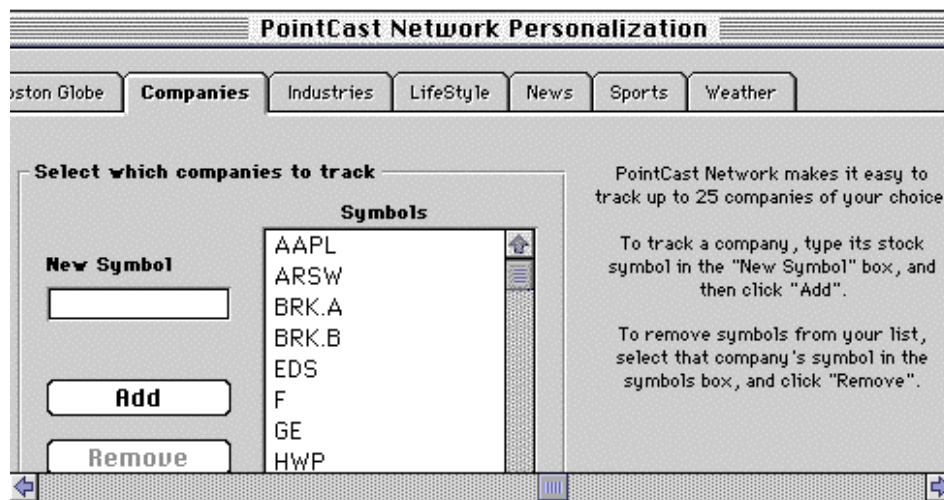 PointCast Network Personalization
oston Globe Companies Industries LifeStyle News Sports Weather
Select which companies to track
Symbols
New Symbol
AAPL
ARSW
BRK.A
BRK.B
EDS
F
GE
HWP
Add
Remove
PointCast Network makes it easy to
track up to 25 companies of your choice
To track a company, type its stock
symbol in the "New Symbol" box, and
then click "Add".
To remove symbols from your list,
select that company's symbol in the
symbols box, and click "Remove".